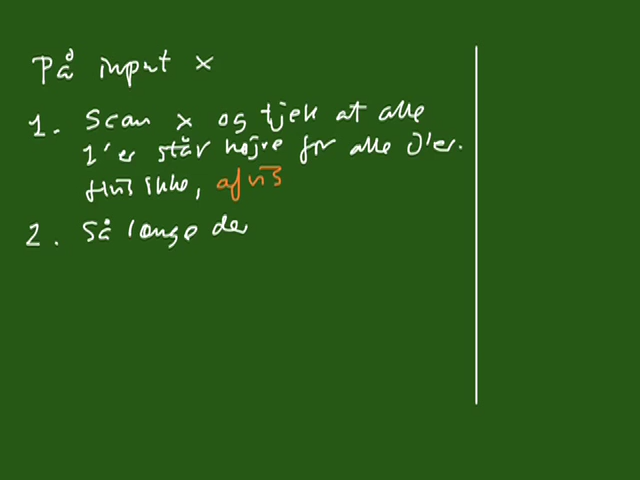 På input x
1. Scan x og tjek at alle
1'er står højre for alle 0'er.
Hvis ikke, afvis
2. Så længe der